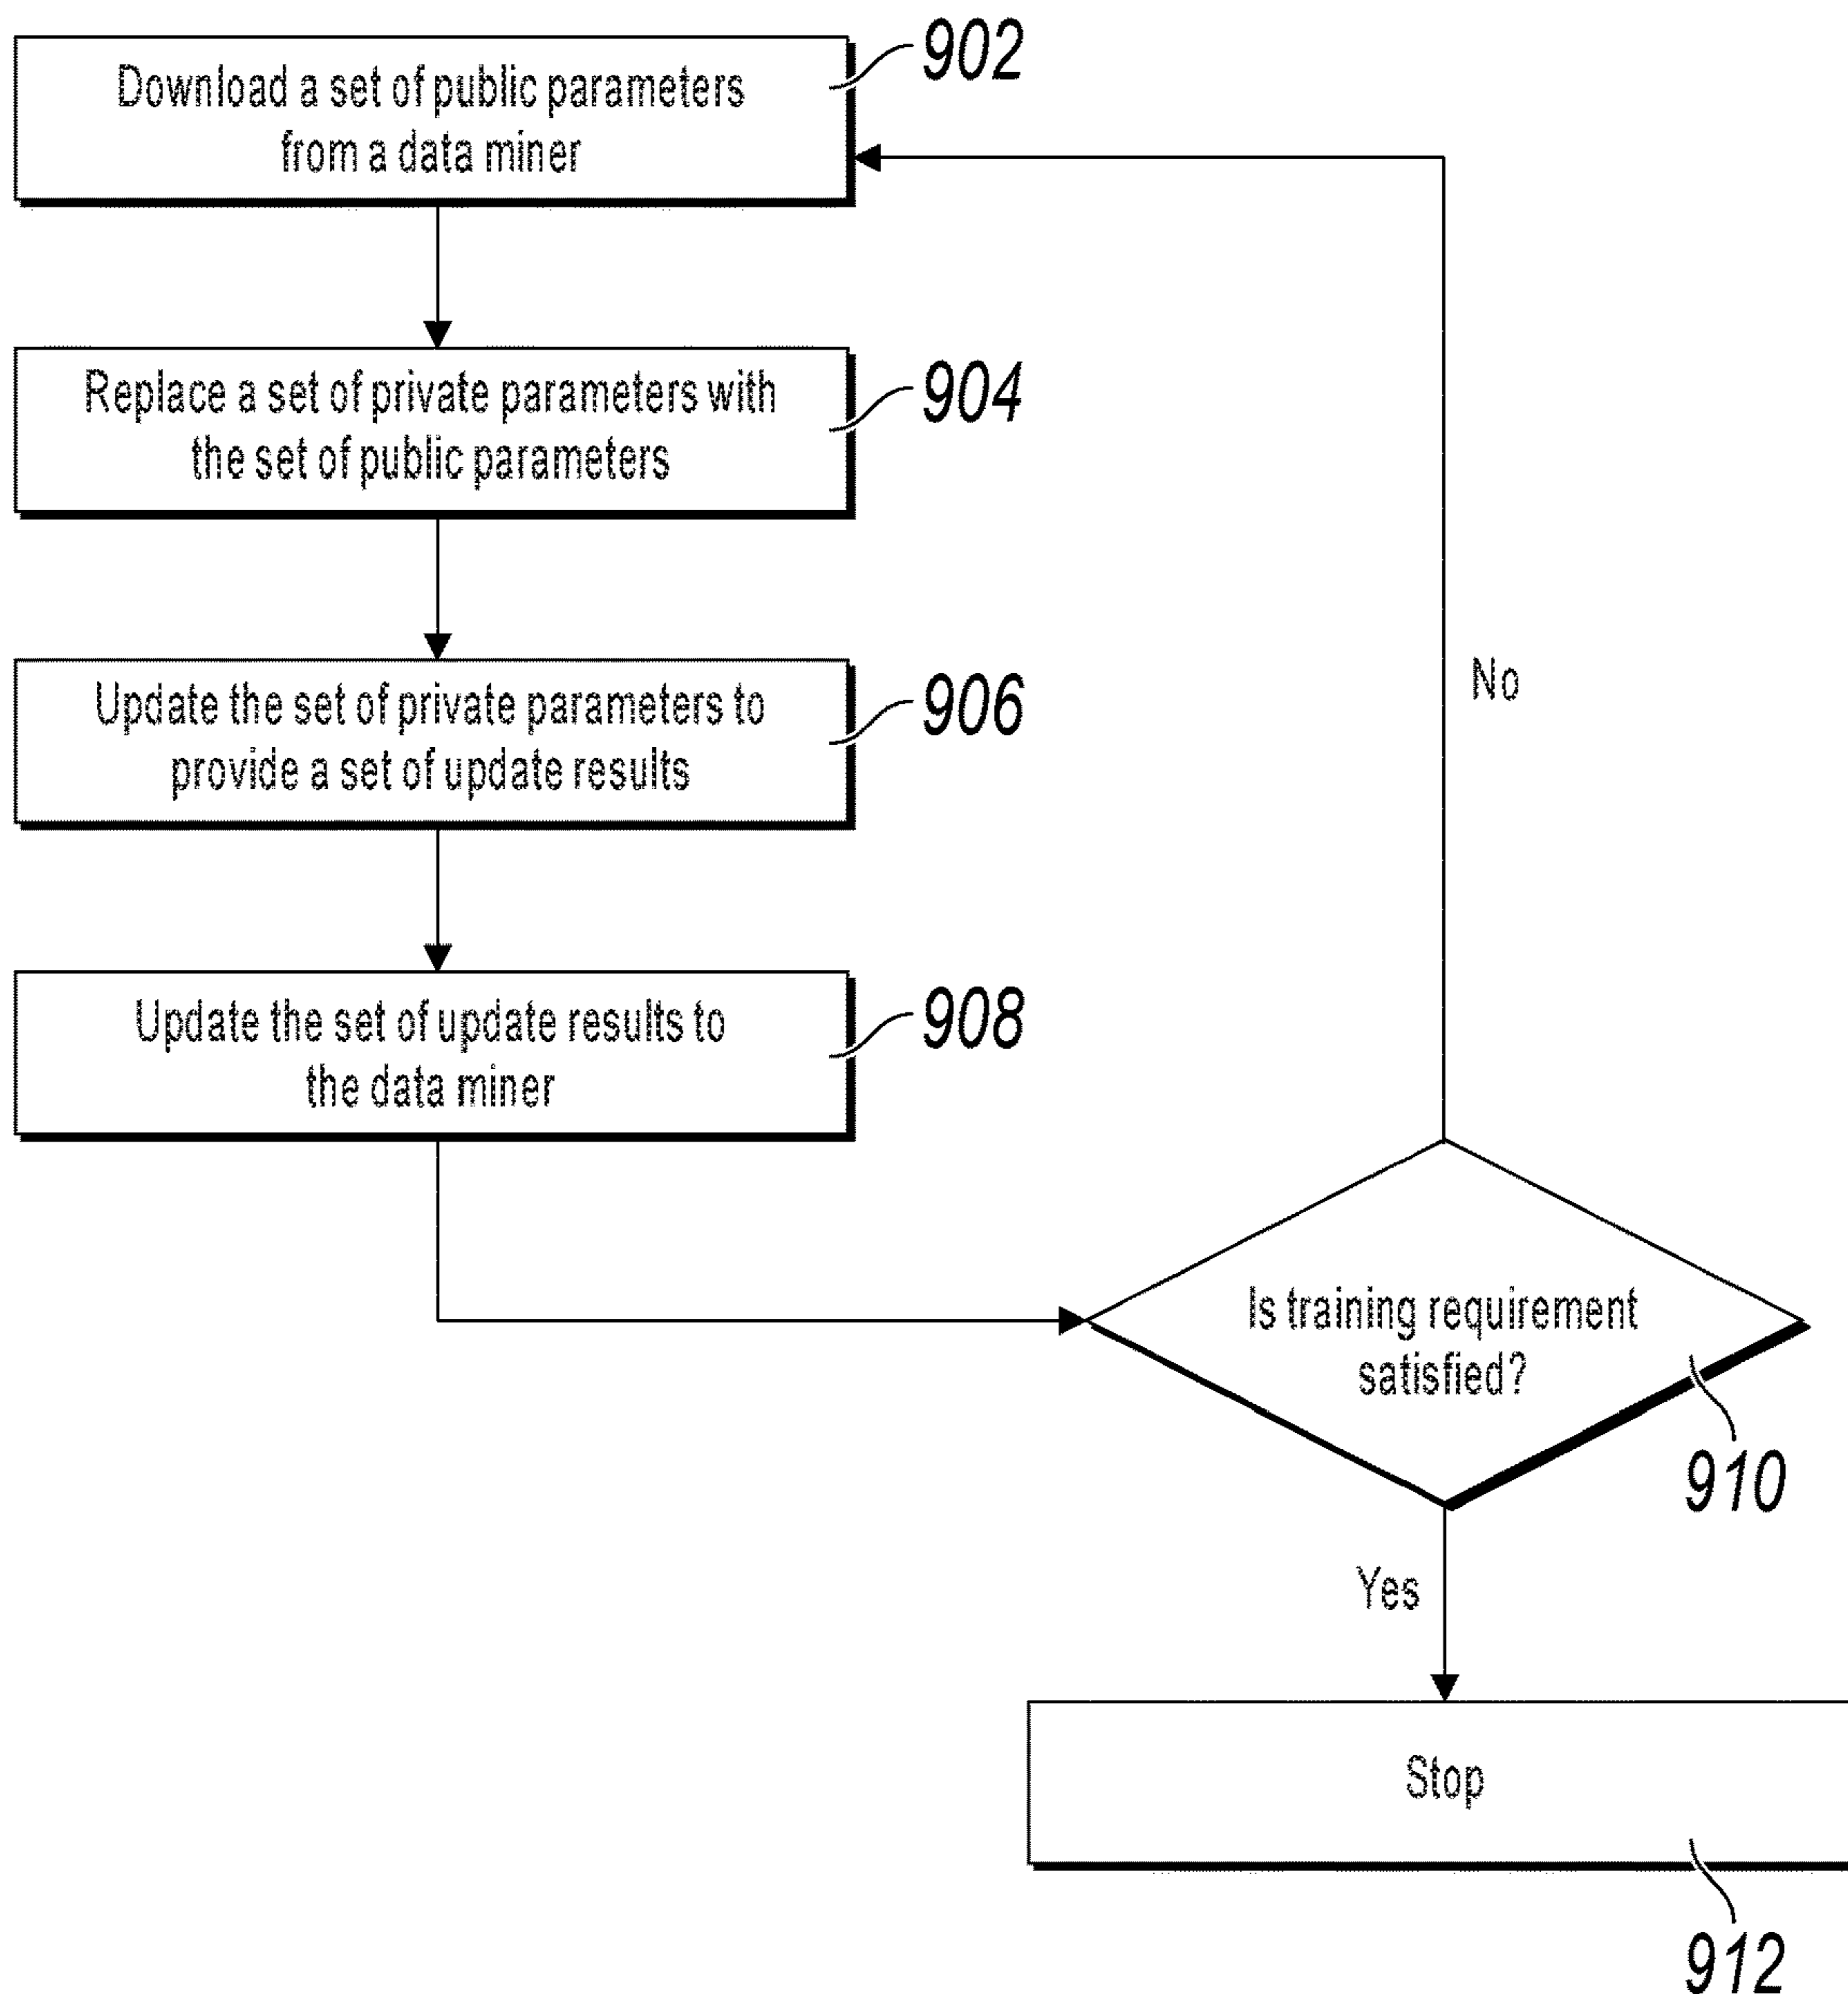 902
Download a set of public parameters
from a data miner
904
Replace a set of private parameters with
the set of public parameters
906
Update the set of private parameters to
provide a set of update results
No
908
Update the set of update results to
the data miner
Is training requirement
satisfied?
910
Yes
Stop
912